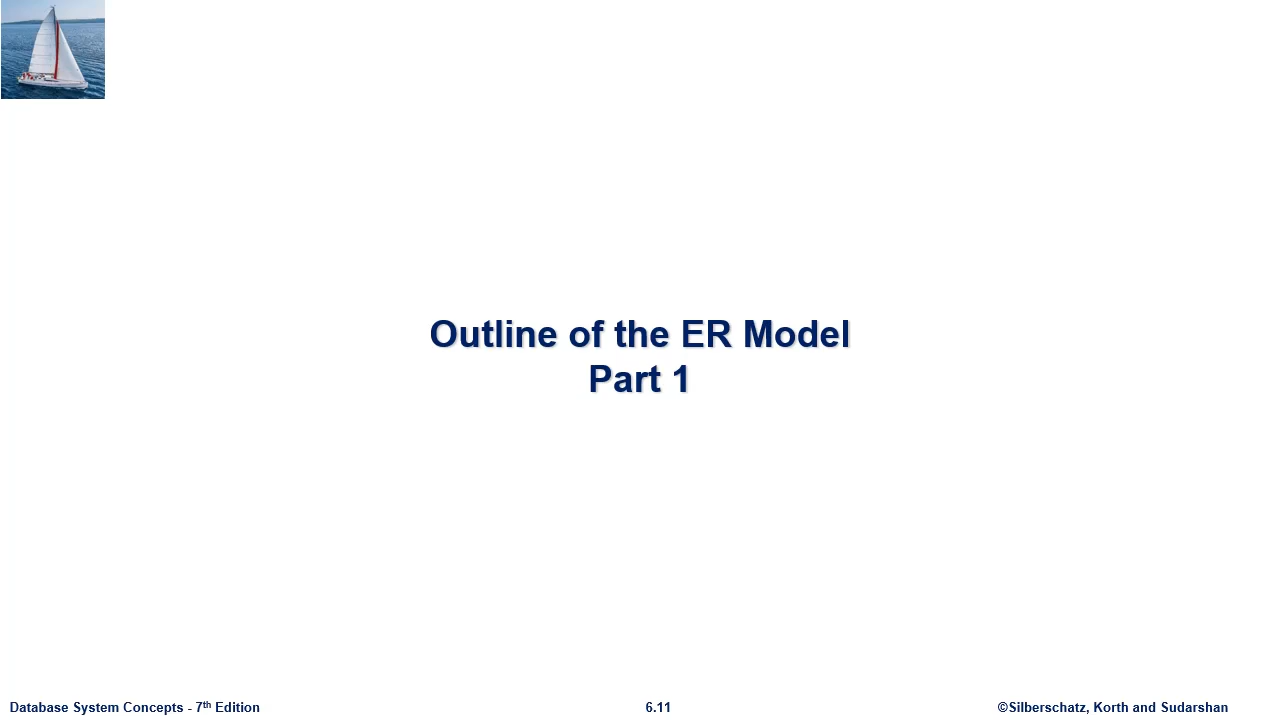 Outline of the ER Model
Part 1
Database System Concepts - 7th Edition
6.11
©Silberschatz, Korth and Sudarshan